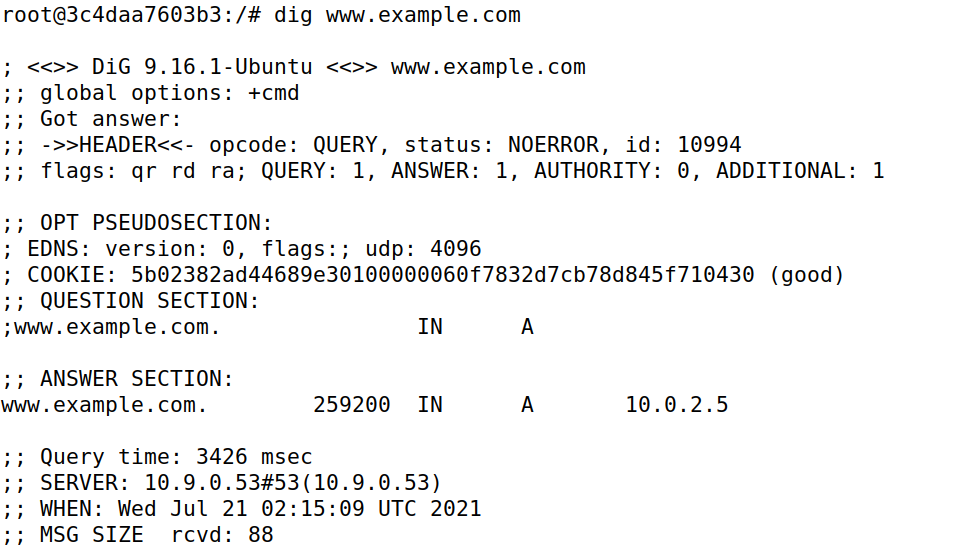 root@3c4daa7603b3:/# dig www.example.com
; <<>> DiG 9.16.1-Ubuntu <<>> www.example.com
;; global options: +cmd
;; Got answer:
;; ->>HEADER<<- opcode: QUERY, status: NOERROR, id: 10994
;; flags: qr rd ra; QUERY: 1, ANSWER: 1, AUTHORITY: 0, ADDITIONAL: 1
;; OPT PSEUDOSECTION:
; EDNS: version: 0, flags:; udp: 4096
; COOKIE: 5b02382ad44689e30100000060f7832d7cb78d845f710430 (good)
;; QUESTION SECTION:
;www.example.com. IN A
;; ANSWER SECTION:
www.example.com. 259200 IN A 10.0.2.5
;; Query time: 3426 msec
;; SERVER: 10.9.0.53#53(10.9.0.53)
;; WHEN: Wed Jul 21 02:15:09 UTC 2021
;; MSG SIZE rcvd: 88